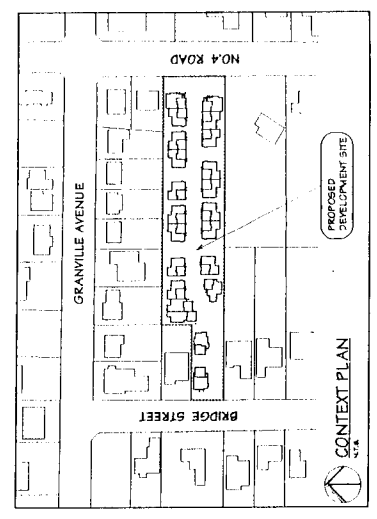 NO.4 ROAD
GRANVILLE AVENUE
PROPOSED
DEVELOPMENT SITE
BRIDGE STREET
CONTEXT PLAN
N.T.S.